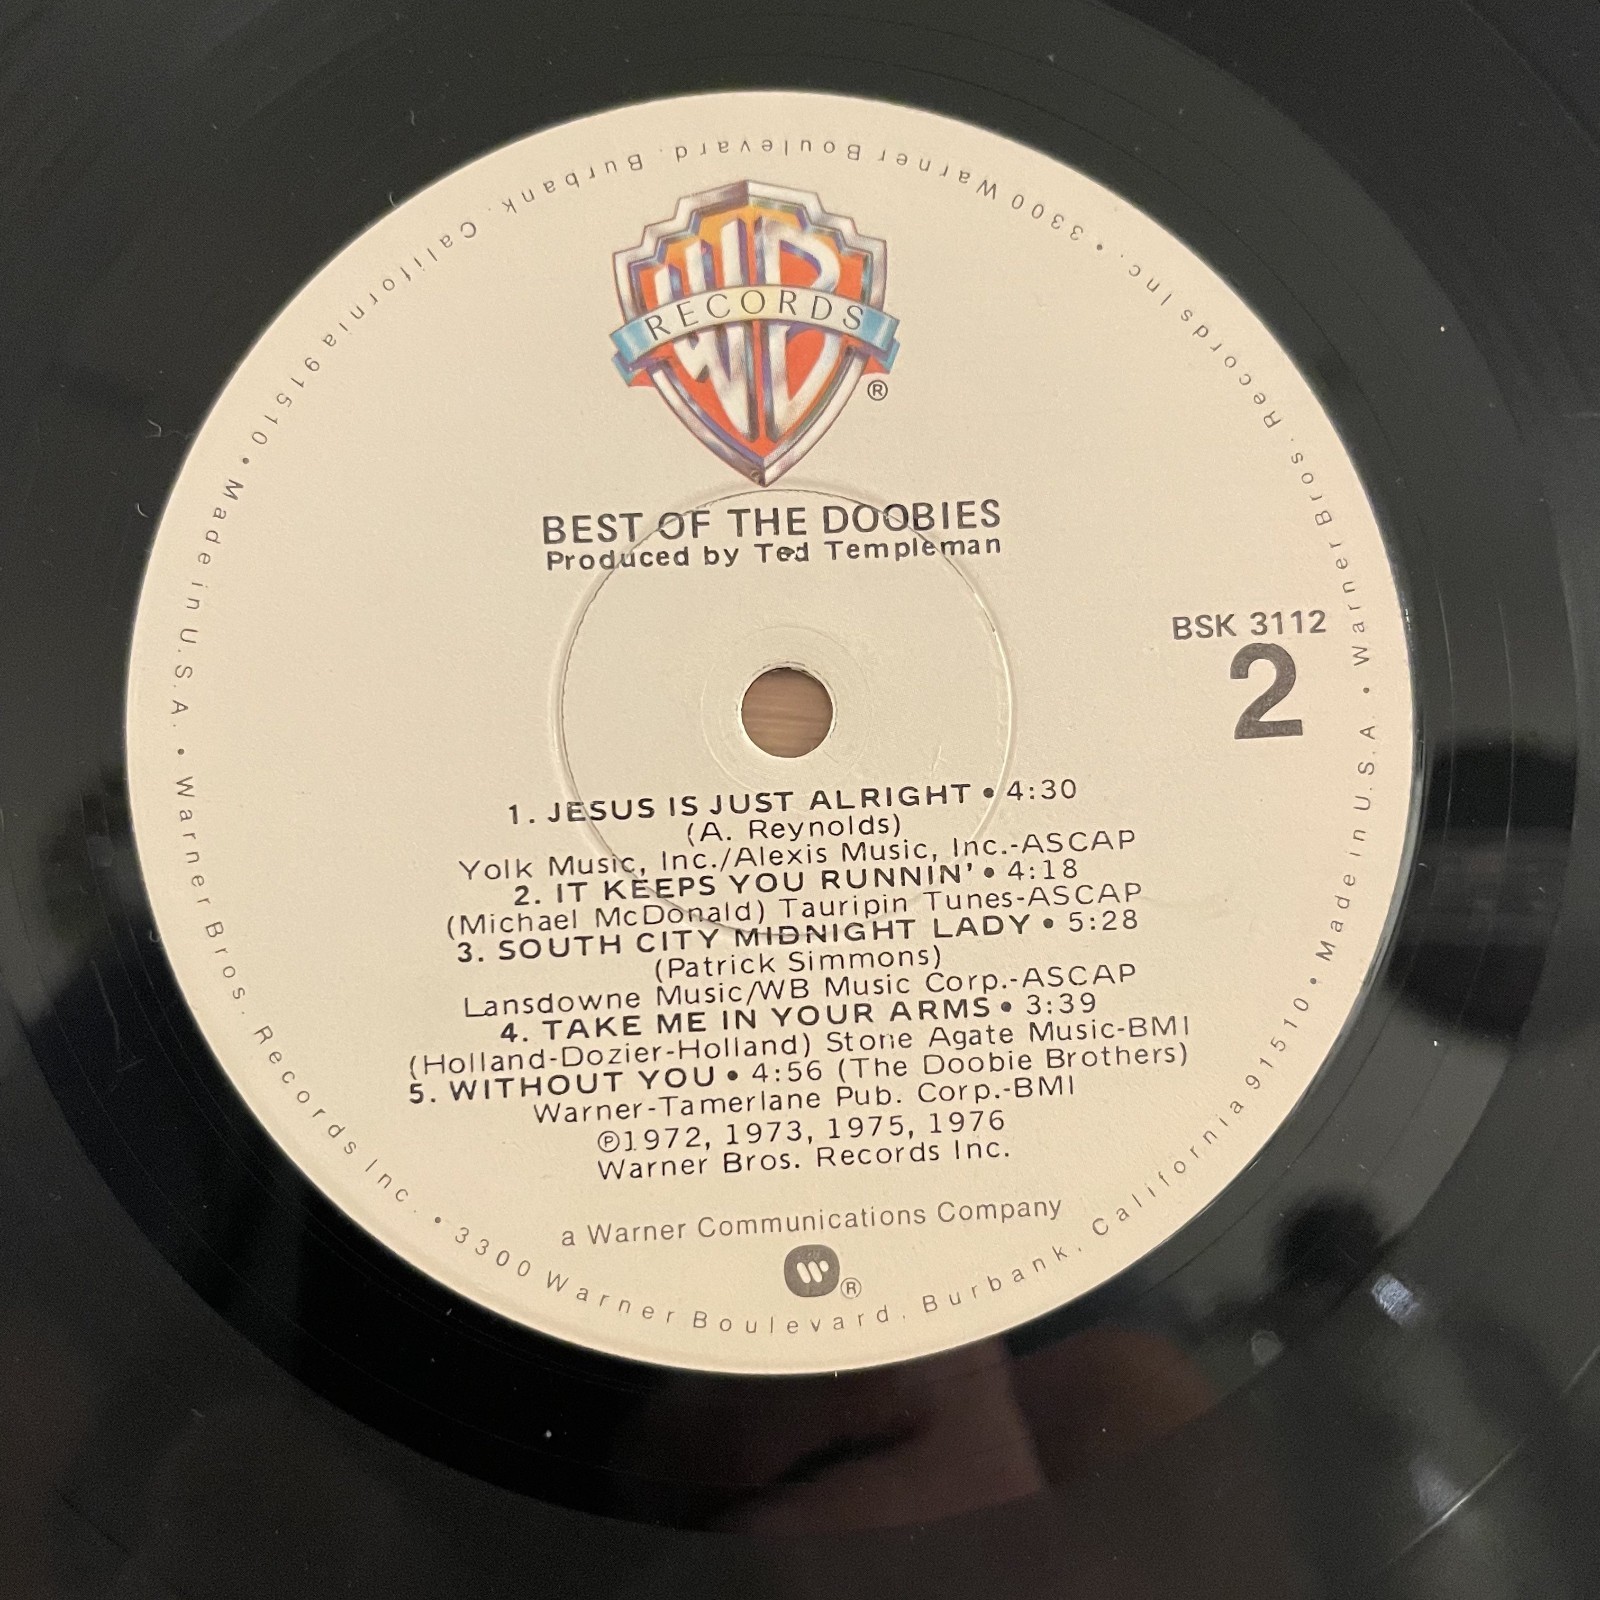 WB
RECORDS
®
BEST OF THE DOOBIES
Produced by Ted Templeman
BSK 3112
2
1. JESUS IS JUST ALRIGHT • 4:30
(A. Reynolds)
Yolk Music, Inc./Alexis Music, Inc.-ASCAP
2. IT KEEPS YOU RUNNIN' • 4:18
(Michael McDonald) Tauripin Tunes-ASCAP
3. SOUTH CITY MIDNIGHT LADY • 5:28
(Patrick Simmons)
Lansdowne Music/WB Music Corp.-ASCAP
4. TAKE ME IN YOUR ARMS • 3:39
(Holland-Dozier-Holland) Stone Agate Music-BMI
5. WITHOUT YOU • 4:56 (The Doobie Brothers)
Warner-Tamerlane Pub. Corp.-BMI
℗1972, 1973, 1975, 1976
Warner Bros. Records Inc.
a Warner Communications Company
®
Warner Bros. Records Inc. • 3300 Warner Boulevard, Burbank, California 91510 • Made in U.S.A. • Warner Bros. Records Inc. • 3300 Warner Boulevard, Burbank, California 91510 • Made in U.S.A •